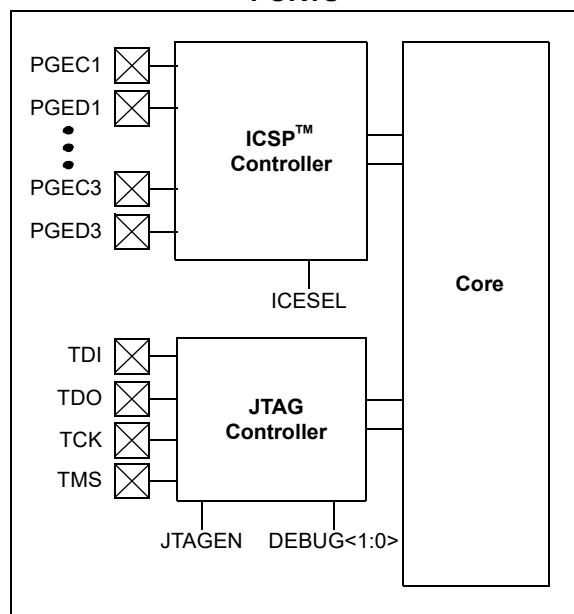 PGEC1
PGED1
PGEC3
PGED3
ICSP™
Controller
ICESEL
Core
TDI
TDO
TCK
TMS
JTAG
Controller
JTAGEN DEBUG<1:0>